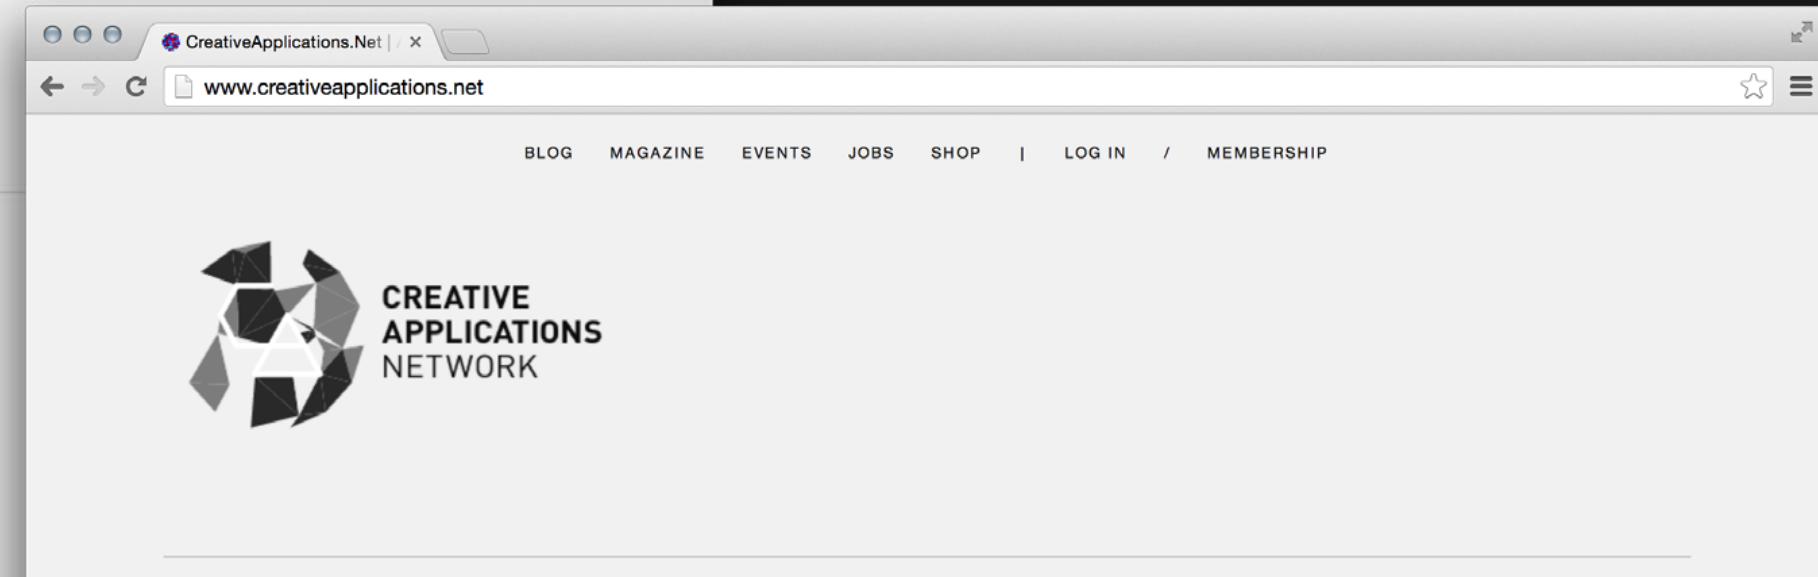 CreativeApplications.Net |
www.creativeapplications.net
BLOG MAGAZINE EVENTS JOBS SHOP | LOG IN / MEMBERSHIP
CREATIVE
APPLICATIONS
NETWORK